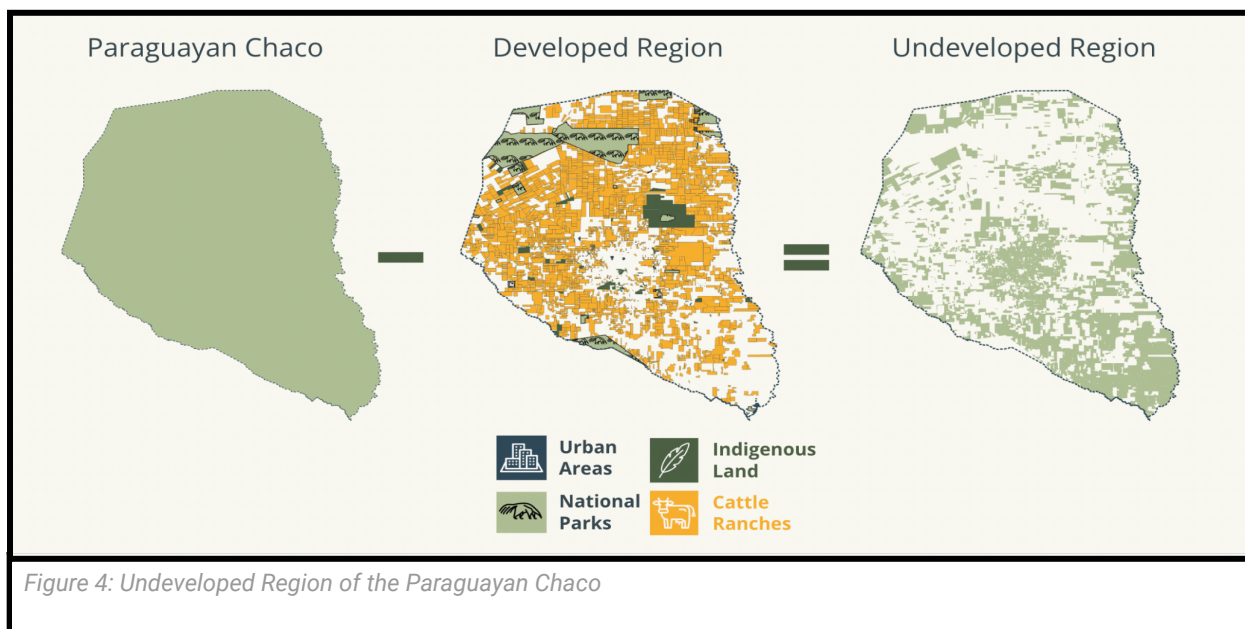 Paraguayan Chaco
Developed Region
Undeveloped Region
Urban
Areas
Indigenous
Land
National
Parks
Cattle
Ranches
Figure 4: Undeveloped Region of the Paraguayan Chaco